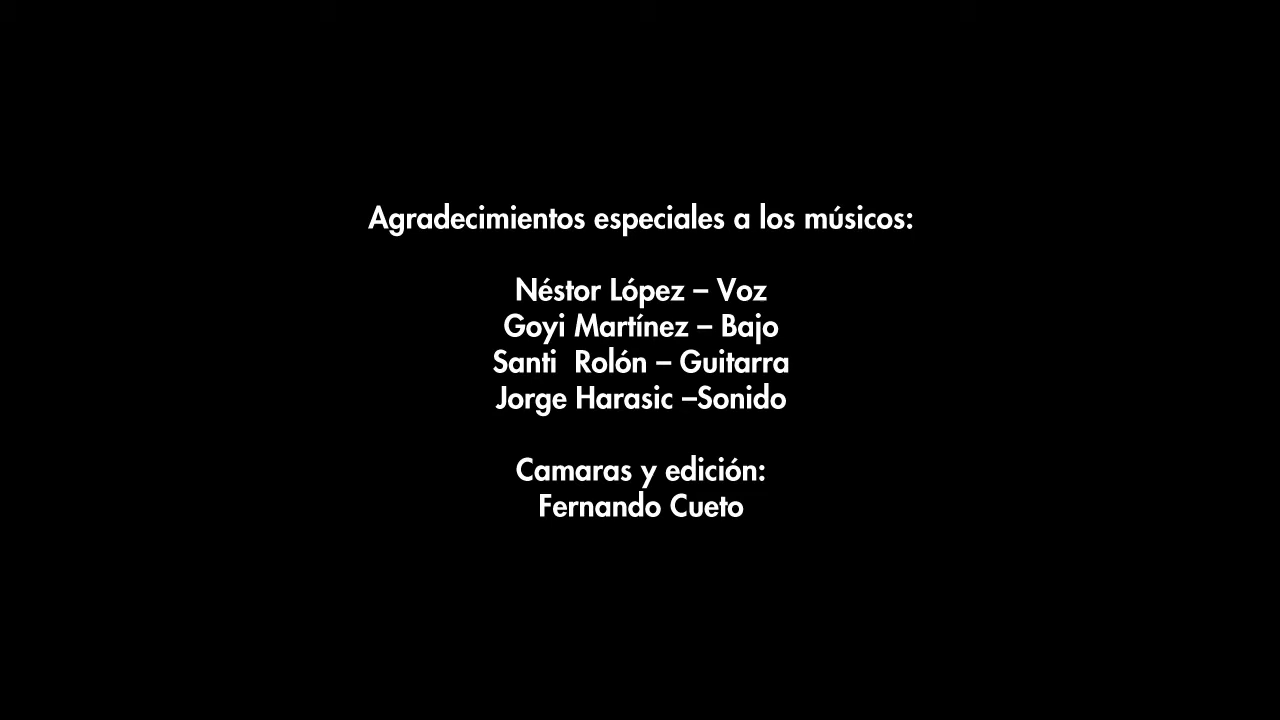 Agradecimientos especiales a los músicos:
Néstor López – Voz
Goyi Martínez – Bajo
Santi  Rolón – Guitarra
Jorge Harasic –Sonido
Camaras y edición:
Fernando Cueto